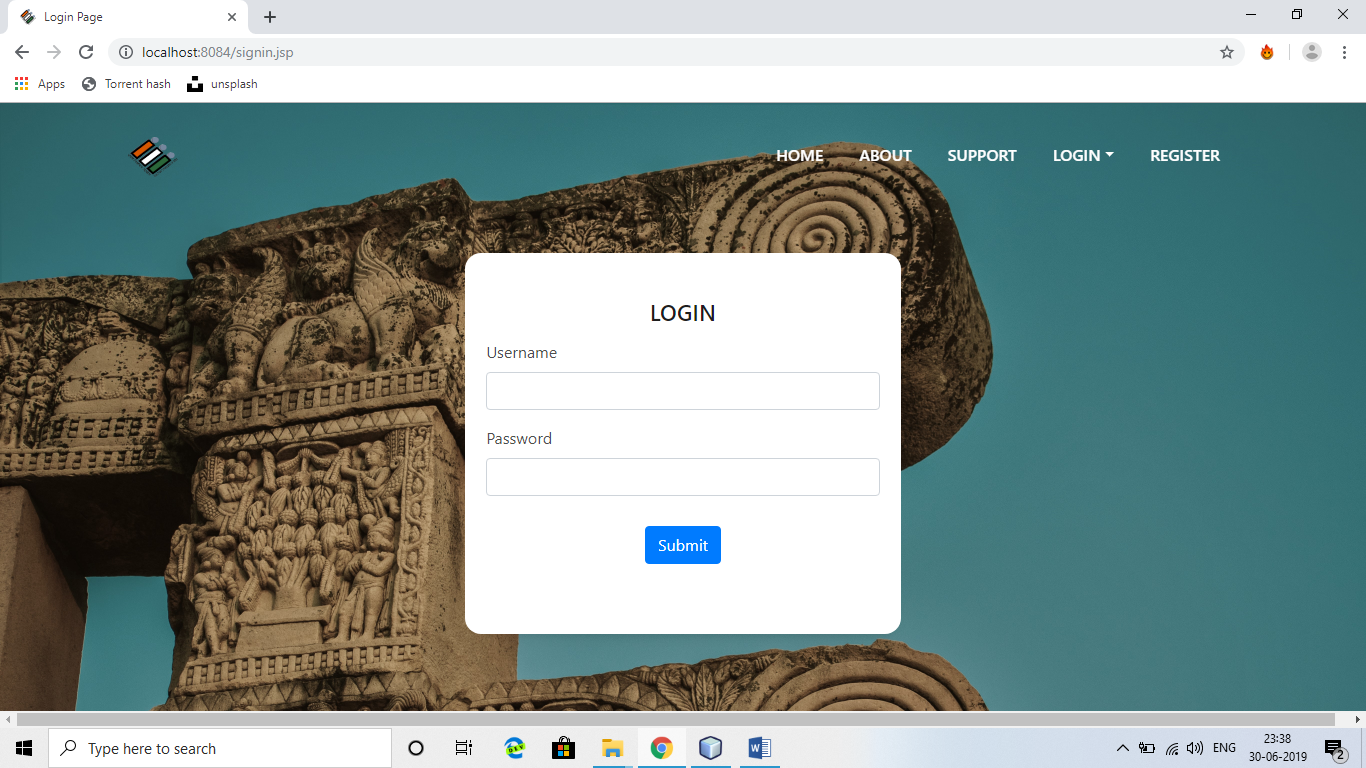 Login Page
localhost:8084/signin.jsp
Apps Torrent hash unsplash
HOME ABOUT SUPPORT LOGIN REGISTER
LOGIN
Username
Password
Submit
Type here to search
DEV
W
ENG
23:38
30-06-2019
2